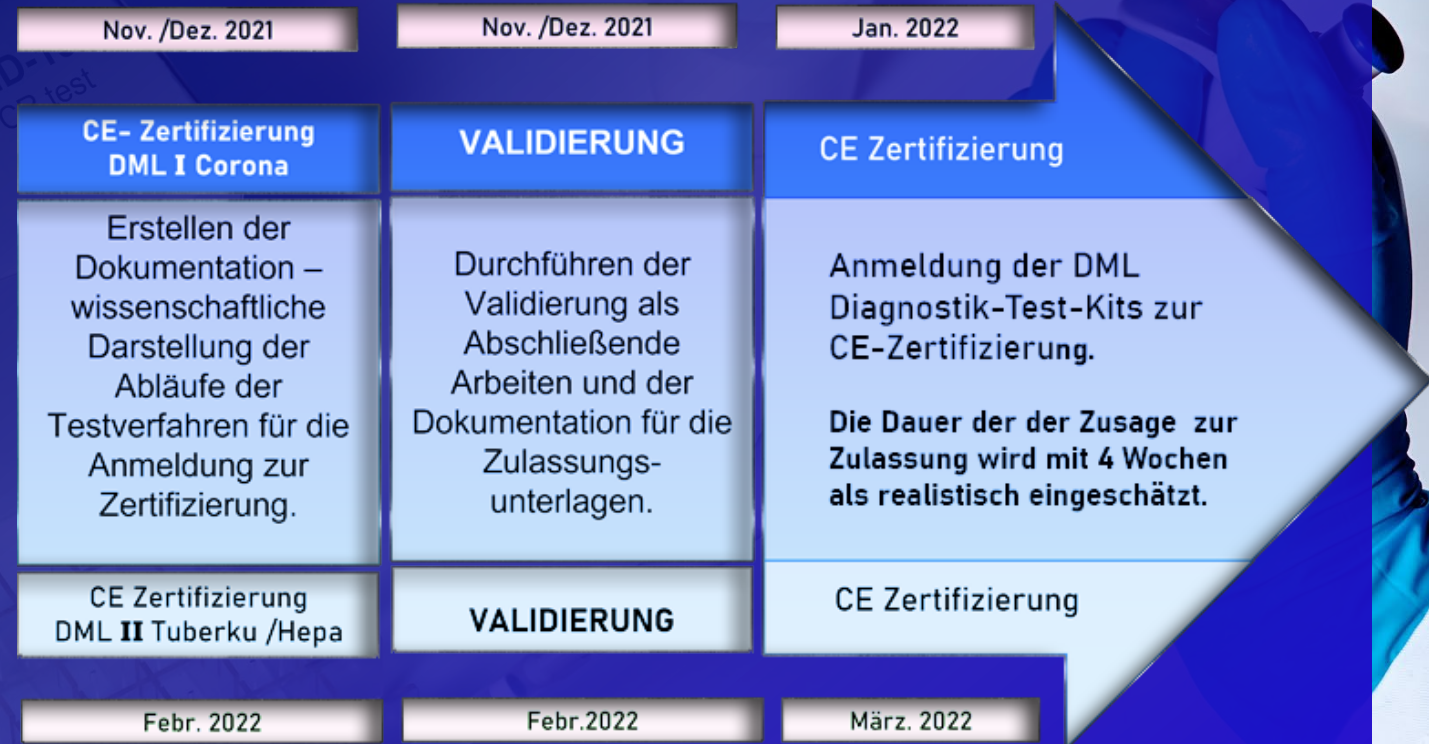 Nov. /Dez. 2021
Nov. /Dez. 2021
Jan. 2022
CE- Zertifizierung
DML I Corona
VALIDIERUNG
CE Zertifizierung
Erstellen der
Dokumentation –
wissenschaftliche
Darstellung der
Abläufe der
Testverfahren für die
Anmeldung zur
Zertifizierung.
Durchführen der
Validierung als
Abschließende
Arbeiten und der
Dokumentation für die
Zulassungs-
unterlagen.
Anmeldung der DML
Diagnostik-Test-Kits zur
CE-Zertifizierung.
Die Dauer der der Zusage zur
Zulassung wird mit 4 Wochen
als realistisch eingeschätzt.
CE Zertifizierung
DML II Tuberku /Hepa
VALIDIERUNG
CE Zertifizierung
Febr. 2022
Febr.2022
März. 2022
test